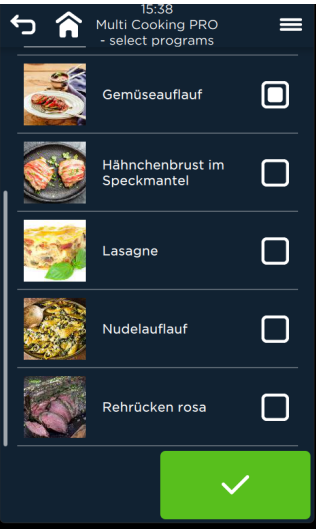 15:38
Multi Cooking PRO
- select programs
Gemüseauflauf
Hähnchenbrust im
Speckmantel
Lasagne
Nudelauflauf
Rehrücken rosa